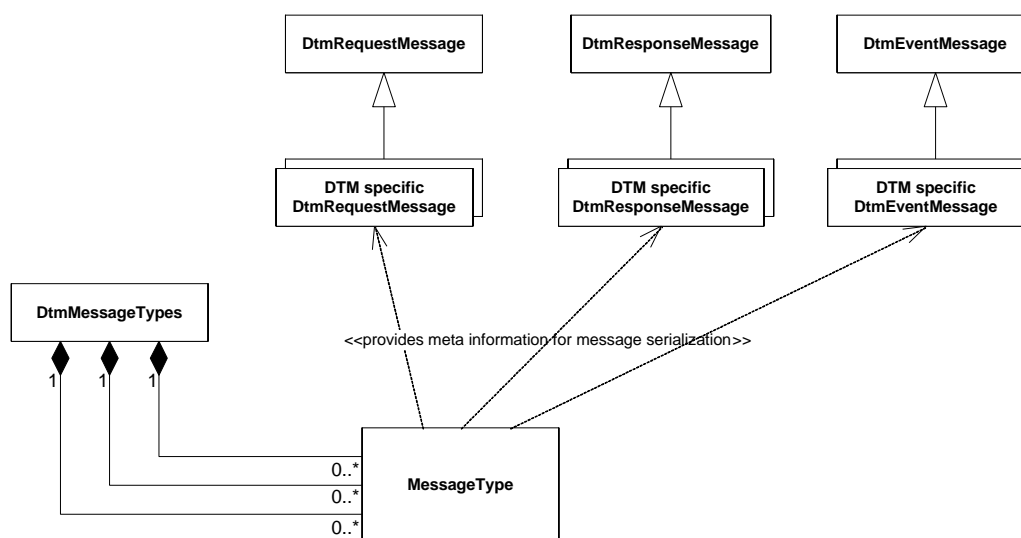 DtmRequestMessage
DtmResponseMessage
DtmEventMessage
DTM specific
DtmRequestMessage
DTM specific
DtmResponseMessage
DTM specific
DtmEventMessage
DtmMessageTypes
<<provides meta information for message serialization>>
1
1
1
0..*
0..*
0..*
MessageType